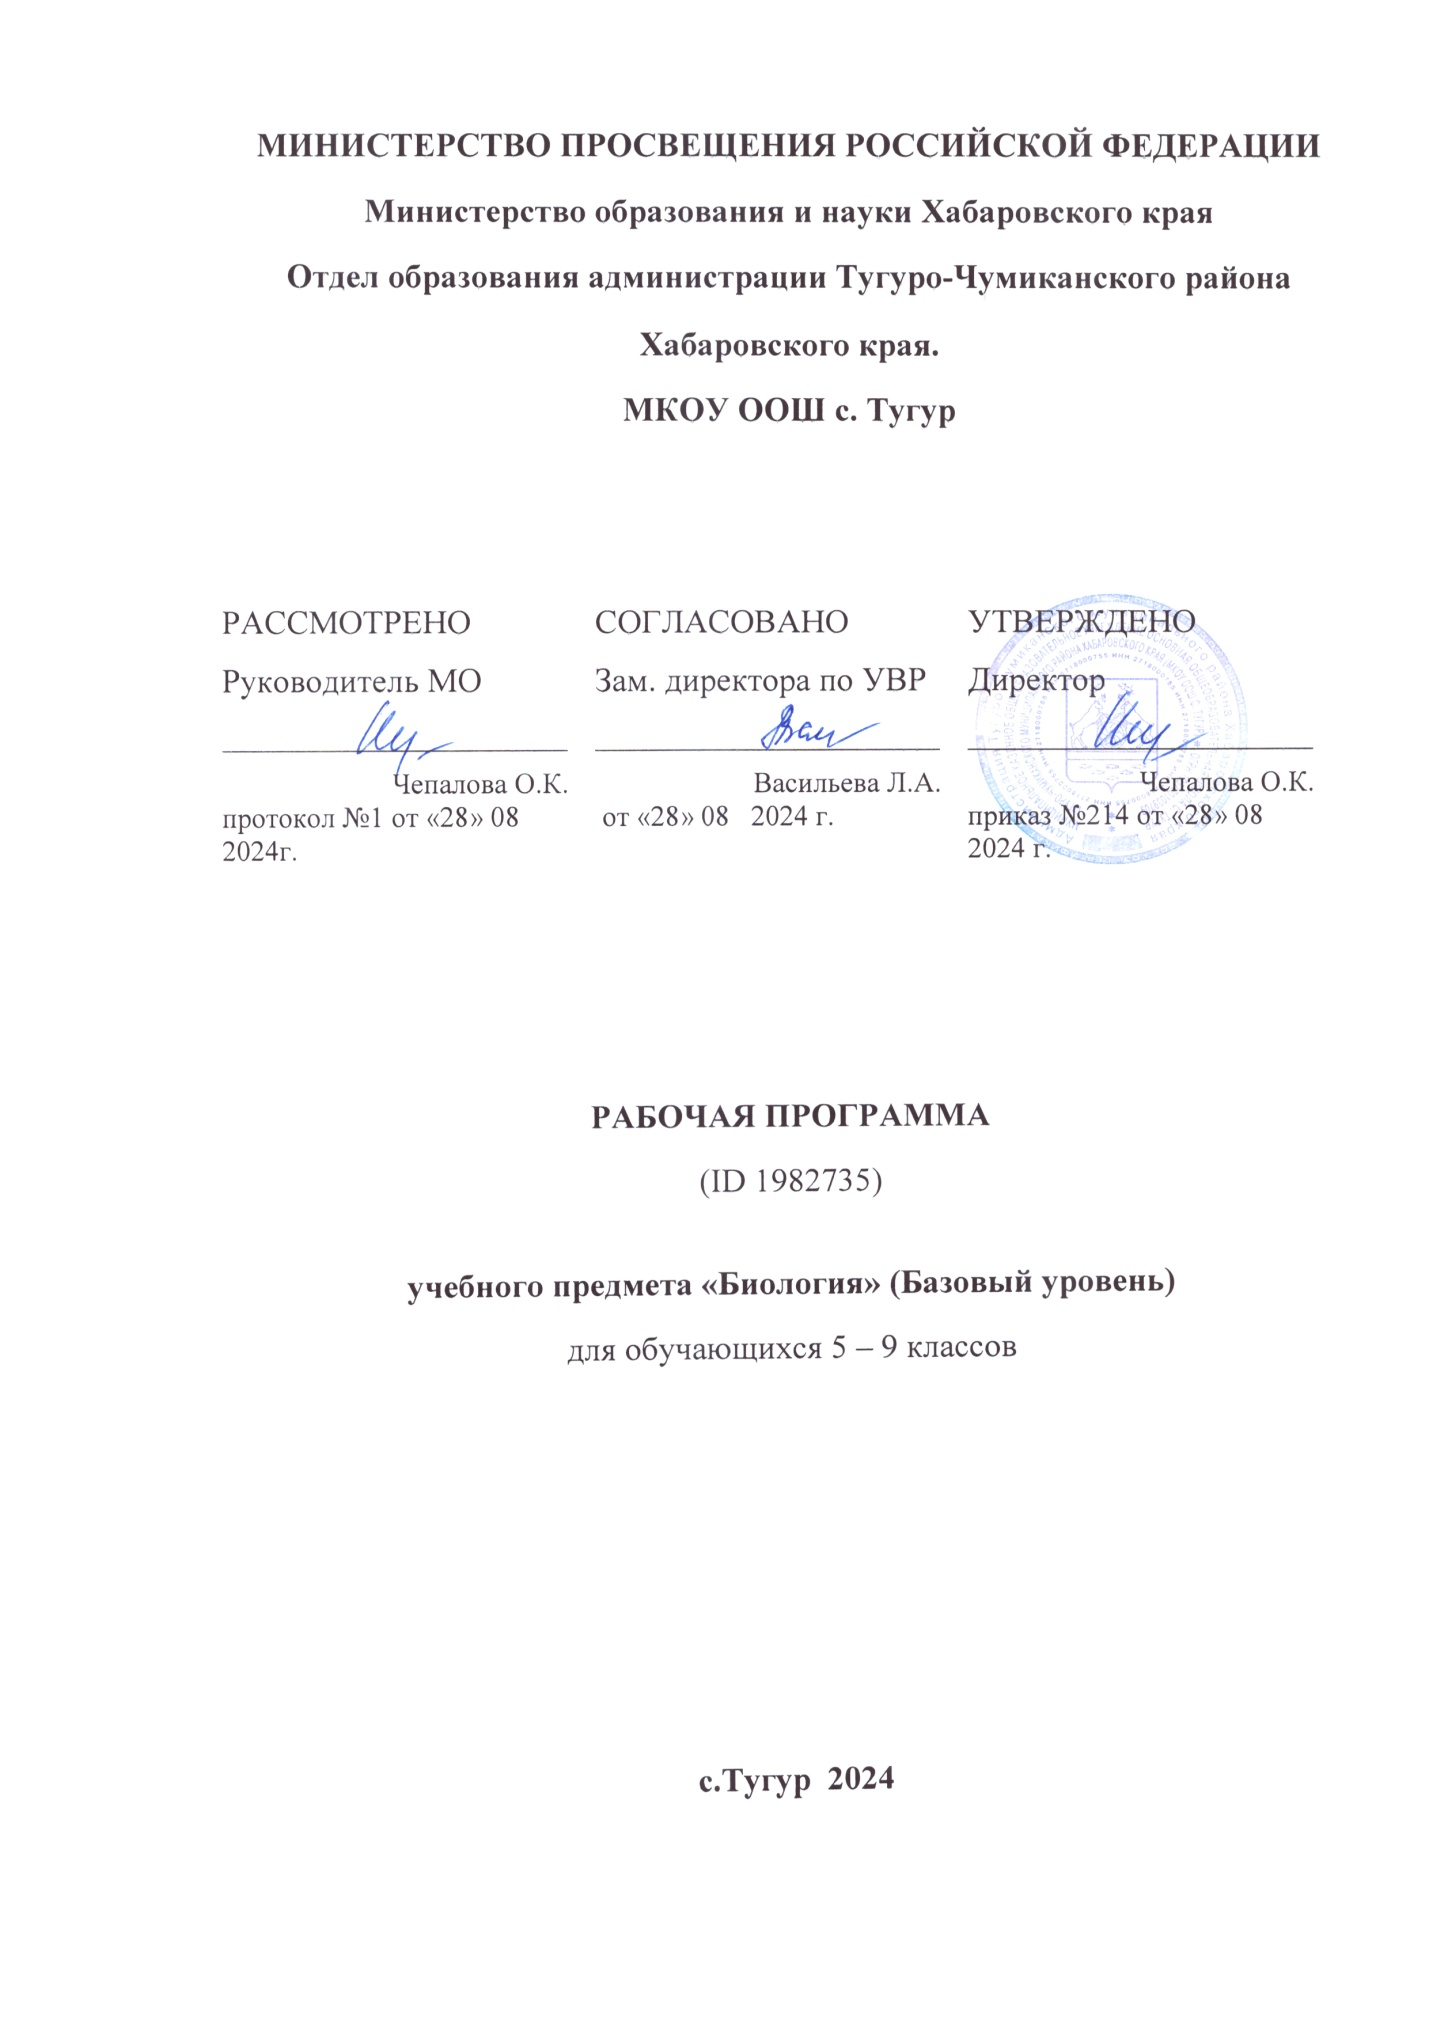 МИНИСТЕРСТВО ПРОСВЕЩЕНИЯ РОССИЙСКОЙ ФЕДЕРАЦИИ
Министерство образования и науки Хабаровского края
Отдел образования администрации Тугуро-Чумиканского района
Хабаровского края.
МКОУ ООШ с. Тугур
РАССМОТРЕНО
Руководитель МО
Чепалова О.К.
протокол №1 от «28» 08
2024г.
СОГЛАСОВАНО
Зам. директора по УВР
Васильева Л.А.
от «28» 08 2024 г.
УТВЕРЖДЕНО
Директор
Чепалова О.К.
приказ №214 от «28» 08
2024 г.
РАБОЧАЯ ПРОГРАММА
(ID 1982735)
учебного предмета «Биология» (Базовый уровень)
для обучающихся 5 – 9 классов
с.Тугур 2024